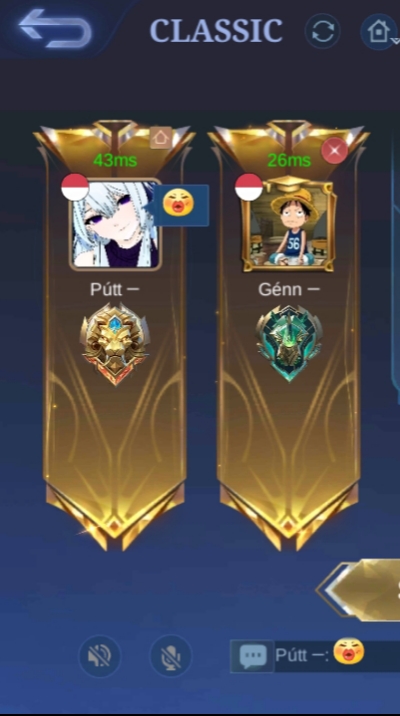 CLASSIC
43ms
26ms
56
Pútt —
Génn —
Pútt —: